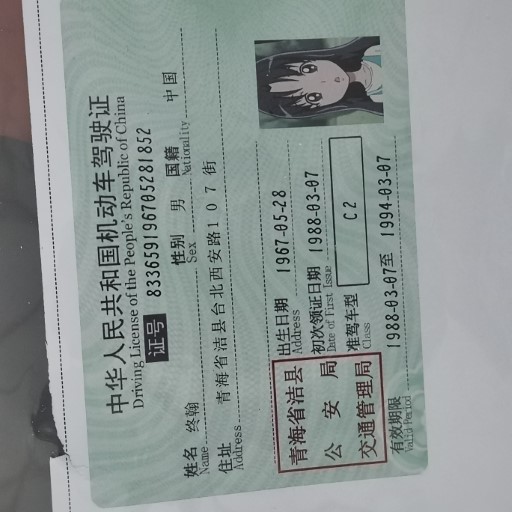 中华人民共和国机动车驾驶证
Driving License of the People's Republic of China
证号 833659196705281852
姓名 终翰 性别 男 国籍 中国
Name Sex Nationality
住址 青海省洁县台北西安路107街
Address
出生日期 1967-05-28
Address
初次领证日期 1988-03-07
Date of First Issue
准驾车型 C2
Class
青海省洁县
公安局
交通管理局
有效期限 1988-03-07至 1994-03-07
Valid Period